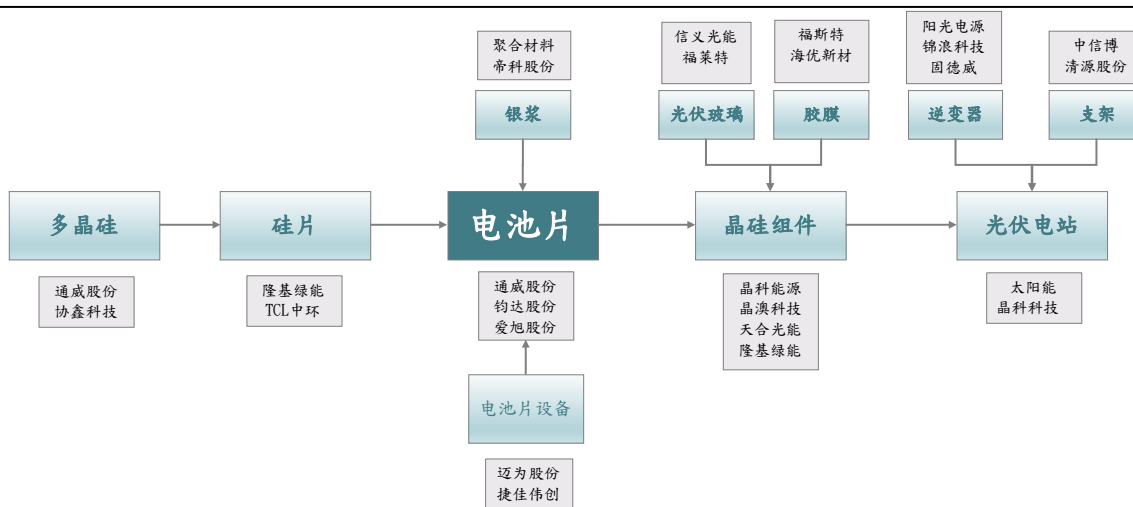 聚合材料
帝科股份
信义光能
福莱特
福斯特
海优新材
阳光电源
锦浪科技
固德威
中信博
清源股份
银浆
光伏玻璃
胶膜
逆变器
支架
多晶硅
硅片
电池片
晶硅组件
光伏电站
通威股份
协鑫科技
隆基绿能
TCL中环
通威股份
钧达股份
爱旭股份
晶科能源
晶澳科技
天合光能
隆基绿能
太阳能
晶科科技
电池片设备
迈为股份
捷佳伟创